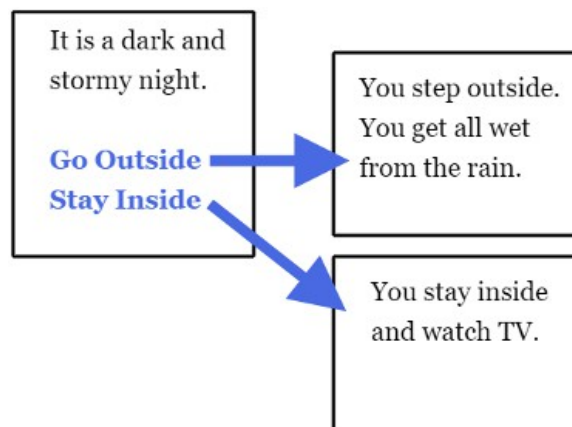 It is a dark and
stormy night.
Go Outside
Stay Inside
You step outside.
You get all wet
from the rain.
You stay inside
and watch TV.